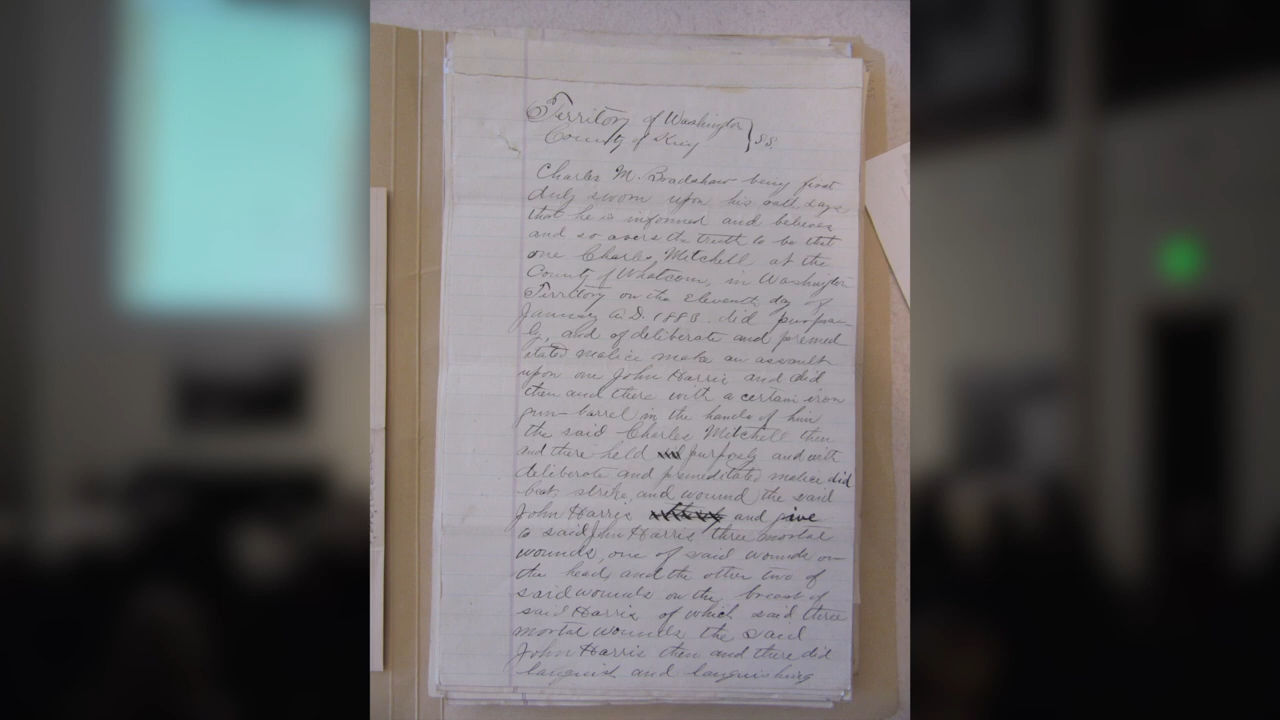 Territory of Washington } S.S.
County of King
Charles M. Bradshaw being first
duly sworn upon his oath says
that he is informed and believes
and so avers the truth to be that
one Charles Mitchell, at the
County of Whatcom, in Washington
Territory on the Eleventh day of
January A.D. 1883 did purpose-
ly, and of deliberate and premed
itated malice make an assault
upon one John Harris and did
then and there with a certain iron
gun-barrel in the hands of him
the said Charles Mitchell then
and there held purposly and with
deliberate and premeditated malice did
beat, strike, and wound the said
John Harris and give
to said John Harris three mortal
wounds, one of said wounds on
the head, and the other two of
said wounds on the breast of
said Harris of which said three
mortal wounds the said
John Harris then and there did
languish and languishing